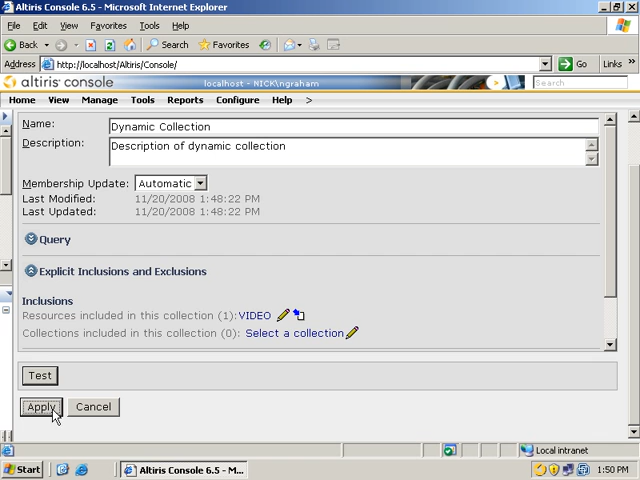 Altiris Console 6.5 - Microsoft Internet Explorer
File Edit View Favorites Tools Help
Back Search Favorites
Address http://localhost/Altiris/Console/ Go Links »
altiris console localhost - NICK\ngraham Search
Home View Manage Tools Reports Configure Help >
Name: Dynamic Collection
Description: Description of dynamic collection
Membership Update: Automatic
Last Modified: 11/20/2008 1:48:22 PM
Last Updated: 11/20/2008 1:48:22 PM
Query
Explicit Inclusions and Exclusions
Inclusions
Resources included in this collection (1): VIDEO
Collections included in this collection (0): Select a collection
Test
Apply Cancel
Local intranet
Start Altiris Console 6.5 - M... 1:50 PM